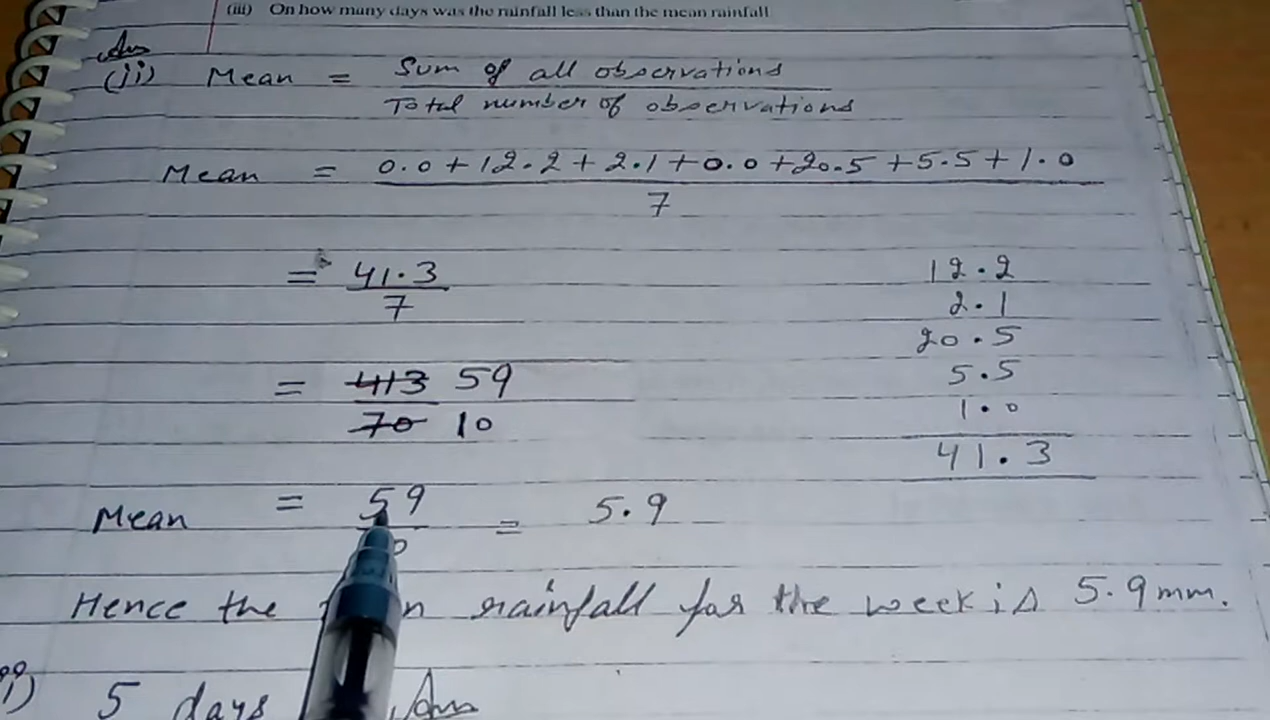 (iii) On how many days was the rainfall less than the mean rainfall
Ans
(ii) Mean = Sum of all observations
Total number of observations
Mean = 0.0 + 12.2 + 2.1 + 0.0 + 20.5 + 5.5 + 1.0
7
= 41.3
7
12.2
2.1
20.5
5.5
1.0
41.3
= 413 59
70 10
Mean = 59 = 5.9
Hence the rainfall for the week is 5.9 mm.
5 days Ans